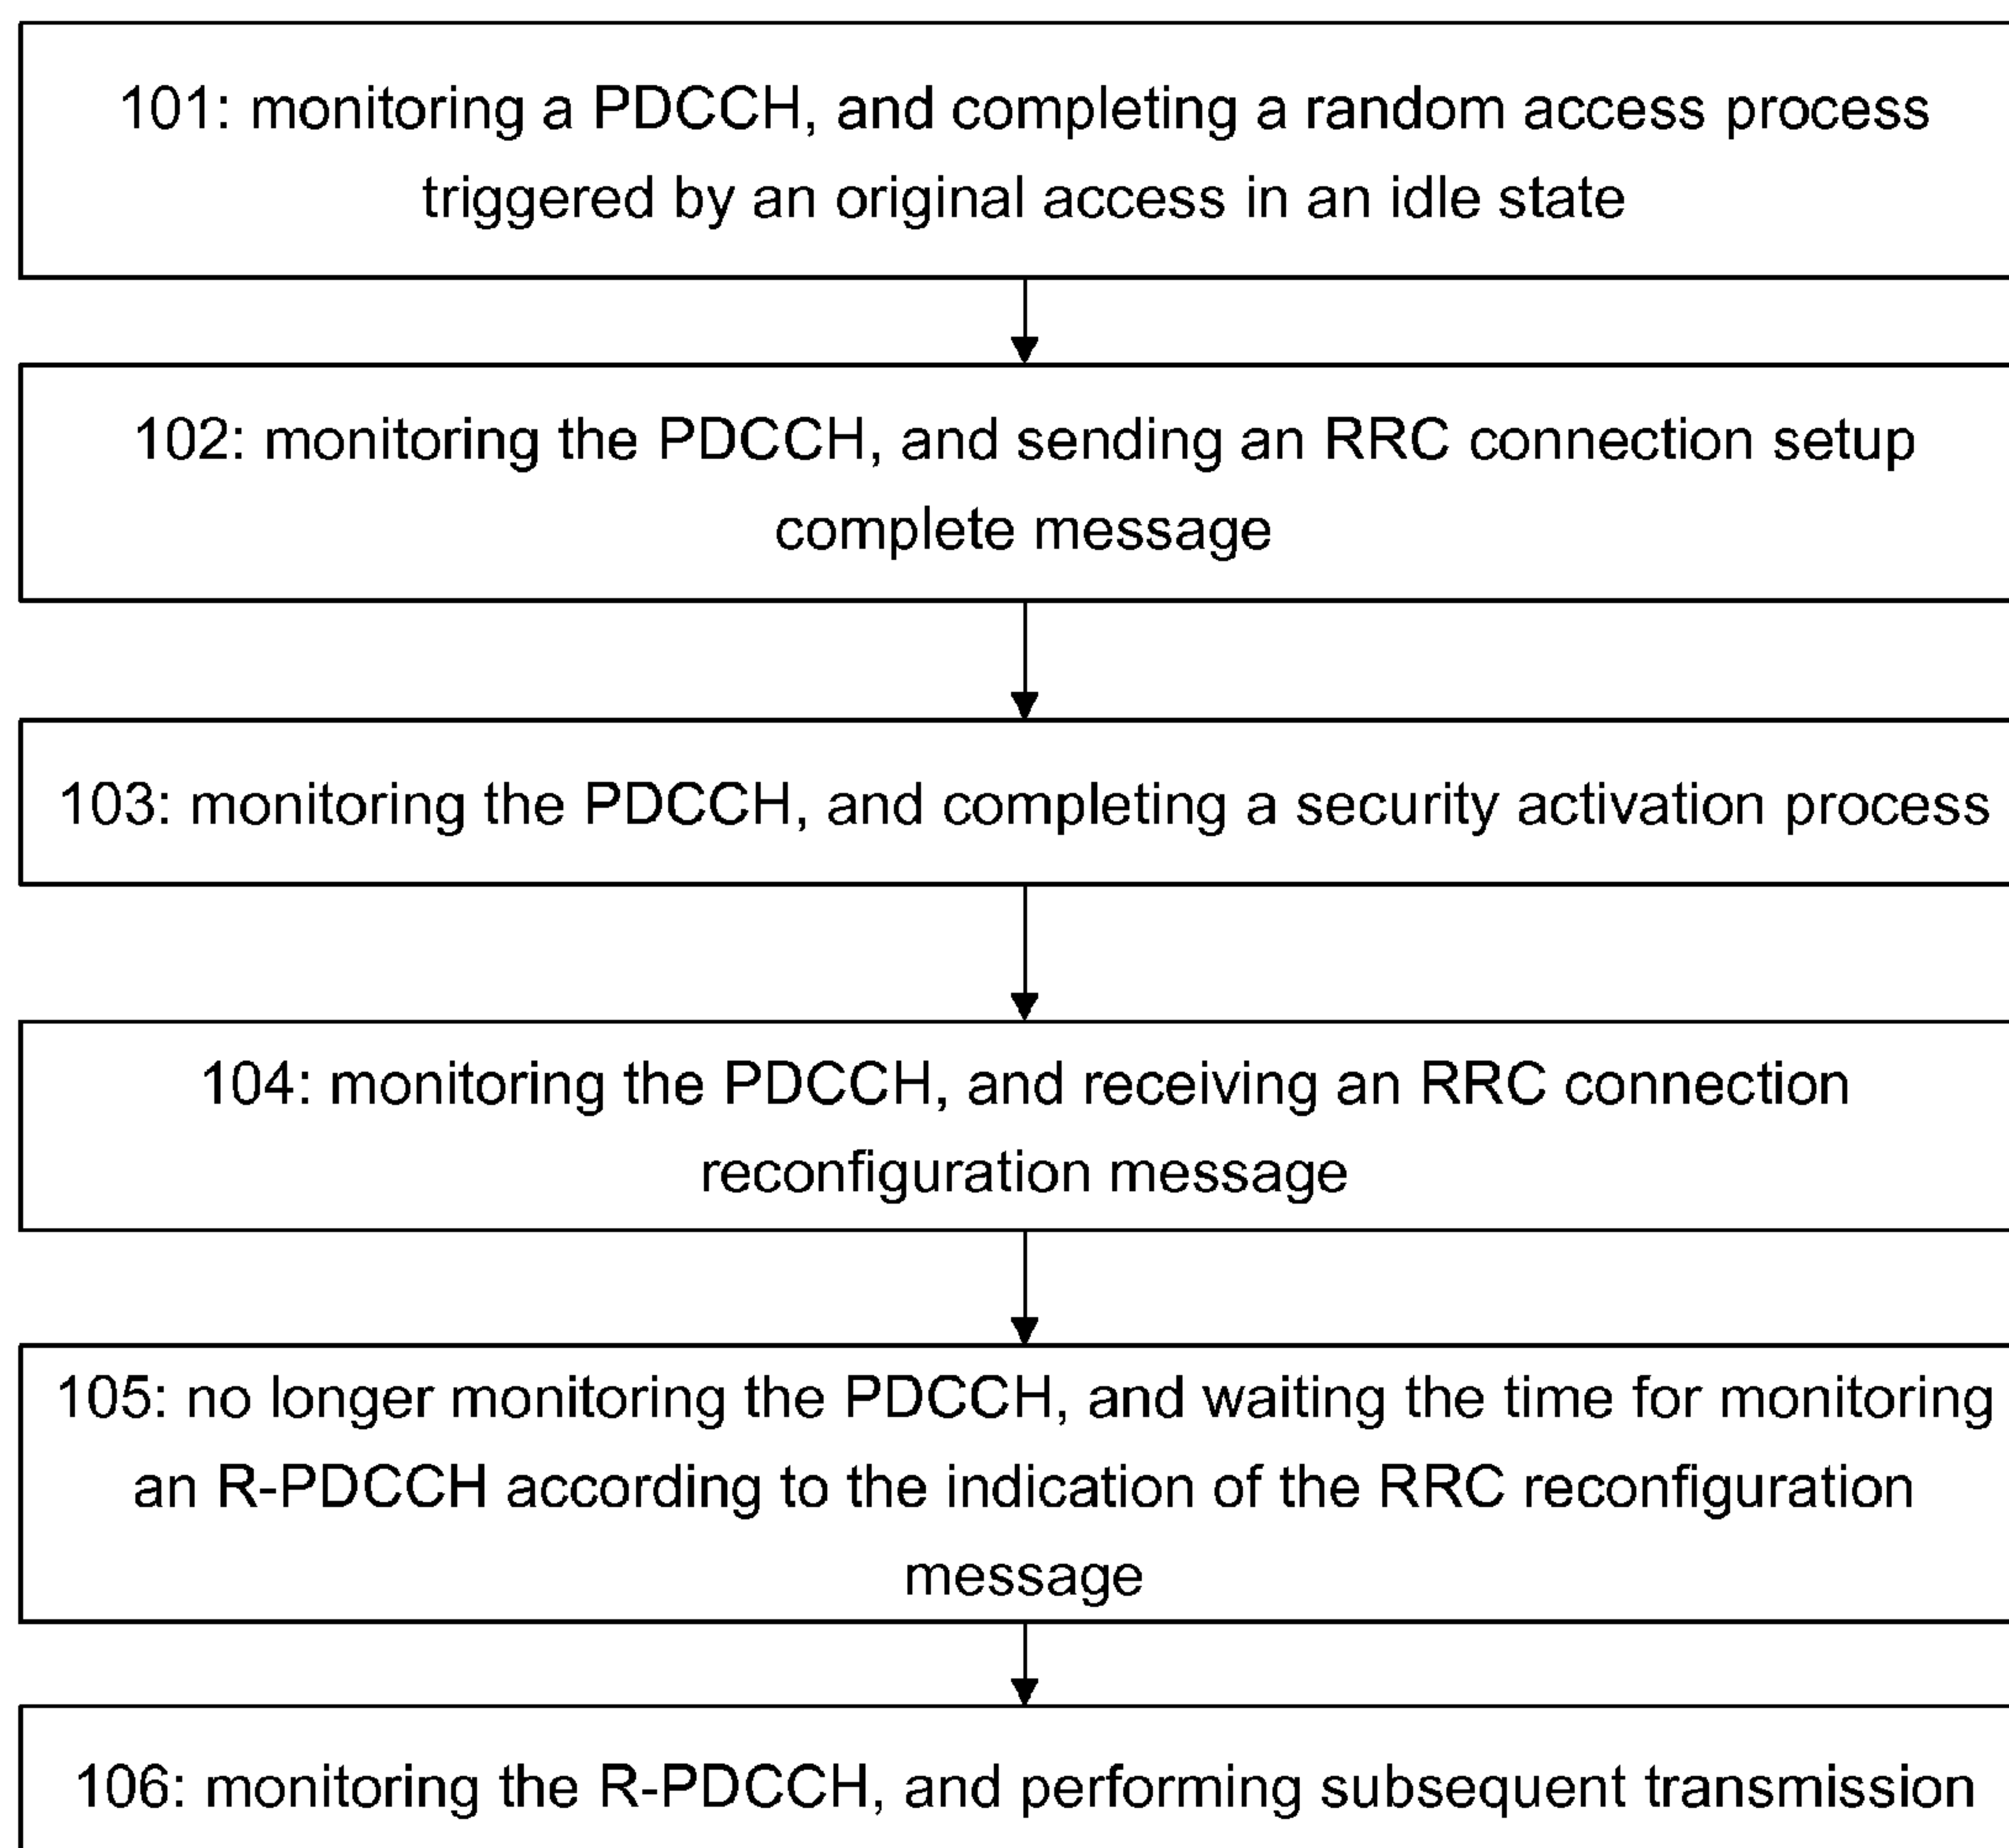 101: monitoring a PDCCH, and completing a random access process
triggered by an original access in an idle state
102: monitoring the PDCCH, and sending an RRC connection setup
complete message
103: monitoring the PDCCH, and completing a security activation process
104: monitoring the PDCCH, and receiving an RRC connection
reconfiguration message
105: no longer monitoring the PDCCH, and waiting the time for monitoring
an R-PDCCH according to the indication of the RRC reconfiguration
message
106: monitoring the R-PDCCH, and performing subsequent transmission